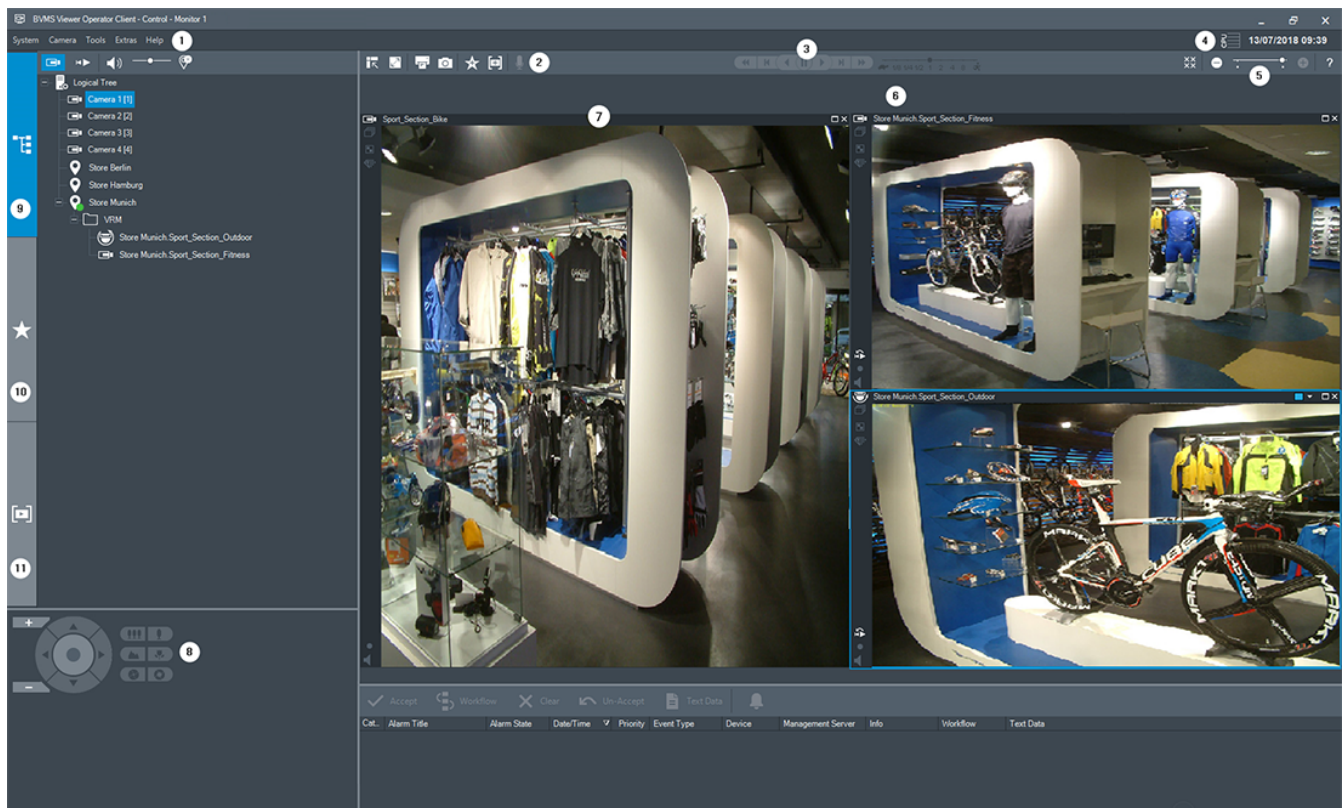 BVMS Viewer Operator Client - Control - Monitor 1
System Camera Tools Extras Help 1
2
3
4 CPU 13/07/2018 09:39
5 ?
6
Logical Tree
Camera 1 [1]
Camera 2 [2]
Camera 3 [3]
Camera 4 [4]
Store Berlin
Store Hamburg
Store Munich
VRM
Store Munich.Sport_Section_Outdoor
Store Munich.Sport_Section_Fitness
9
10
11
Sport_Section_Bike 7
Store Munich.Sport_Section_Fitness
Store Munich.Sport_Section_Outdoor
CUBE
+
−
8
Accept Workflow Clear Un-Accept Text Data
Cat.. Alarm Title Alarm State Date/Time Priority Event Type Device Management Server Info Workflow Text Data